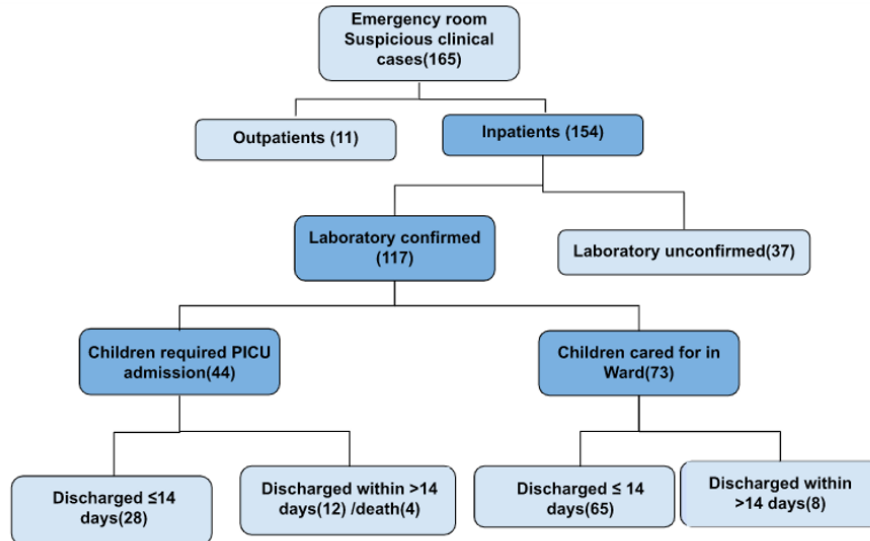 Emergency room
Suspicious clinical
cases(165)
Outpatients (11)
Inpatients (154)
Laboratory confirmed
(117)
Laboratory unconfirmed(37)
Children required PICU
admission(44)
Children cared for in
Ward(73)
Discharged ≤14
days(28)
Discharged within >14
days(12) /death(4)
Discharged ≤ 14
days(65)
Discharged within
>14 days(8)